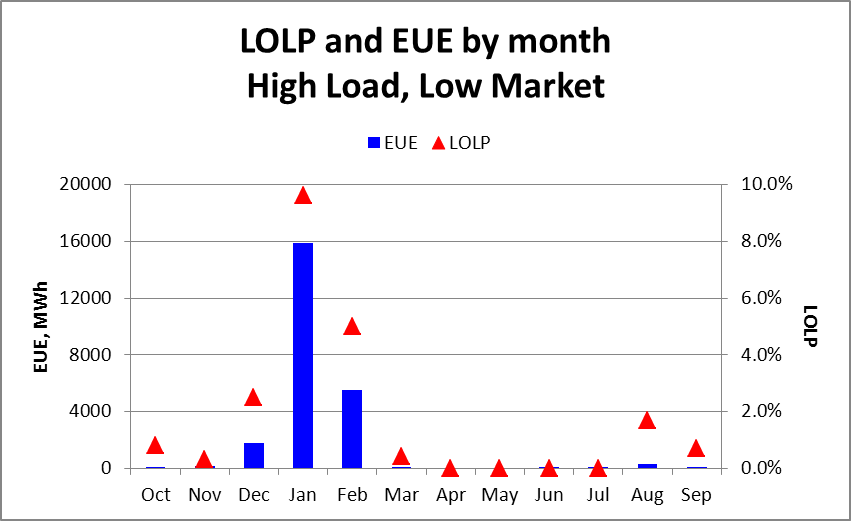 LOLP and EUE by month
High Load, Low Market
EUE LOLP
20000 10.0%
16000 8.0%
12000 6.0%
8000 4.0%
4000 2.0%
0 0.0%
EUE, MWh
LOLP
Oct Nov Dec Jan Feb Mar Apr May Jun Jul Aug Sep